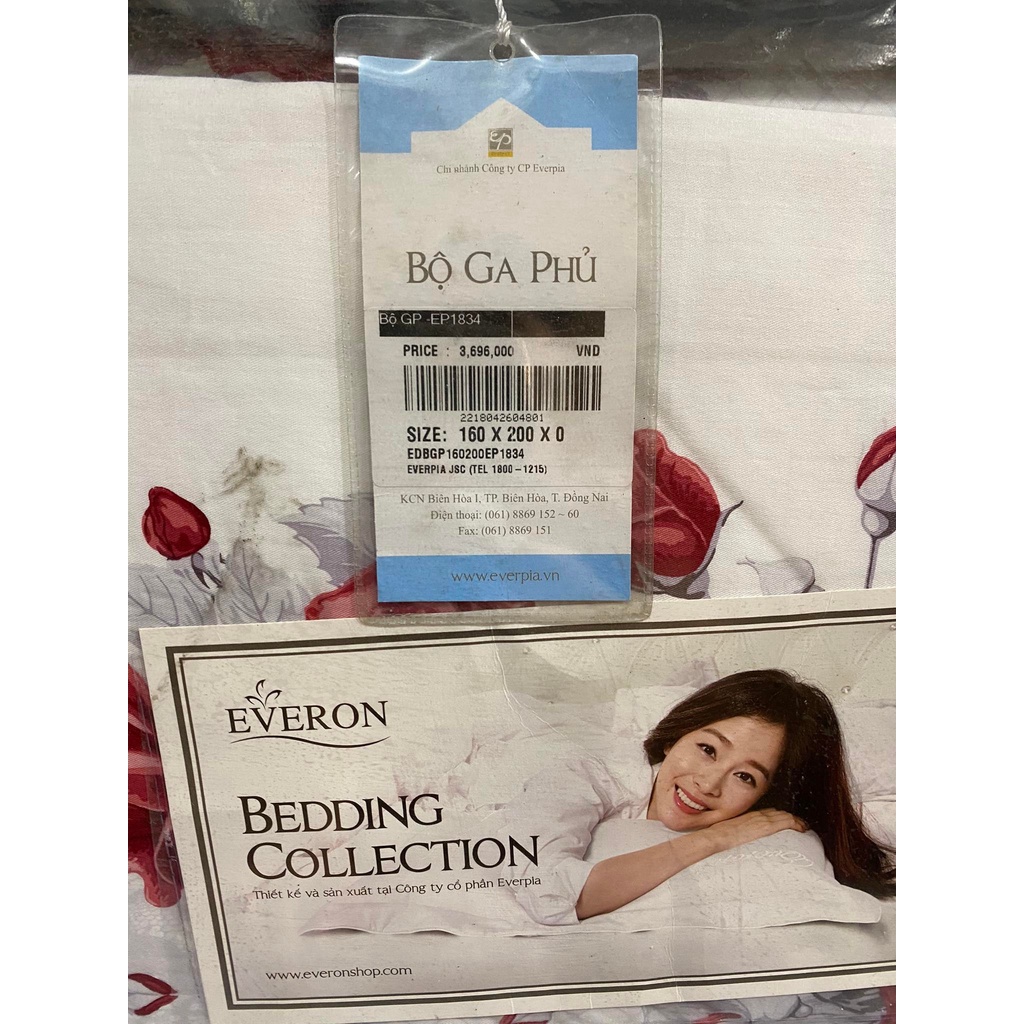 EP
Chi nhánh Công ty CP Everpia
BỘ GA PHỦ
Bộ GP -EP1834
PRICE : 3,696,000 VND
2218042604801
SIZE: 160 X 200 X 0
EDBGP160200EP1834
EVERPIA JSC (TEL 1800-1215)
KCN Biên Hòa I, TP. Biên Hòa, T. Đồng Nai
Điện thoại: (061) 8869 152 ~ 60
Fax: (061) 8869 151
www.everpia.vn
EVERON
BEDDING
COLLECTION
Thiết kế và sản xuất tại Công ty cổ phần Everpia
www.everonshop.com